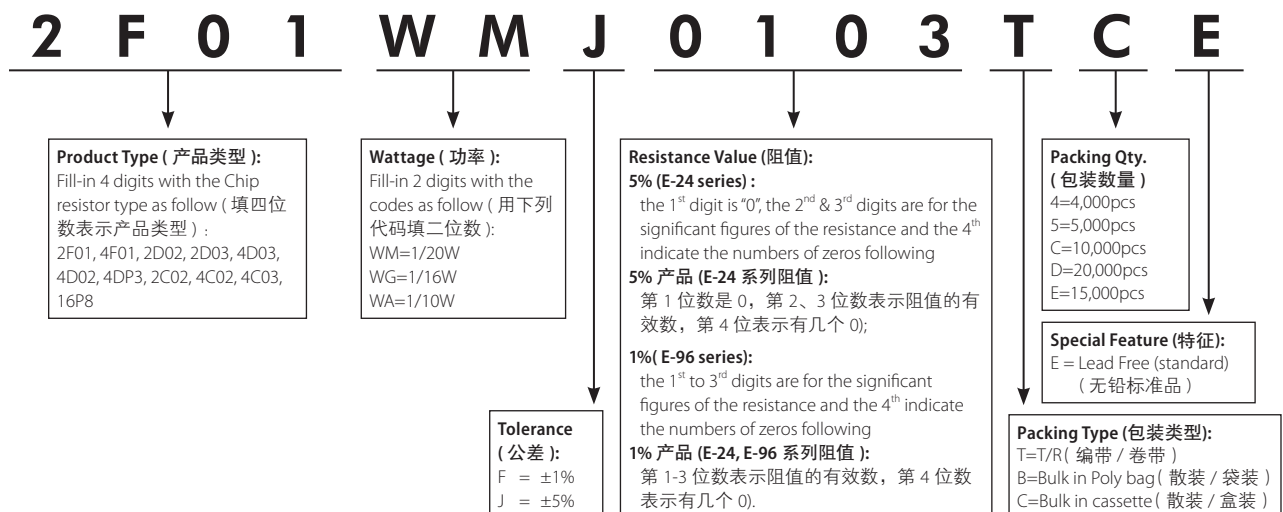 2F01 WM J 0103 T C E
Product Type ( 产品类型 ):
Fill-in 4 digits with the Chip
resistor type as follow ( 填四位
数表示产品类型 ) :
2F01, 4F01, 2D02, 2D03, 4D03,
4D02, 4DP3, 2C02, 4C02, 4C03,
16P8
Wattage ( 功率 ):
Fill-in 2 digits with the
codes as follow ( 用下列
代码填二位数 ):
WM=1/20W
WG=1/16W
WA=1/10W
Tolerance
( 公差 ):
F = ±1%
J = ±5%
Resistance Value (阻值):
5% (E-24 series) :
the 1st digit is "0", the 2nd & 3rd digits are for the
significant figures of the resistance and the 4th
indicate the numbers of zeros following
5% 产品 (E-24 系列阻值 ):
第 1 位数是 0，第 2、3 位数表示阻值的有
效数，第 4 位表示有几个 0);
1%( E-96 series):
the 1st to 3rd digits are for the significant
figures of the resistance and the 4th indicate
the numbers of zeros following
1% 产品 (E-24, E-96 系列阻值 ):
第 1-3 位数表示阻值的有效数，第 4 位数
表示有几个 0).
Packing Qty.
( 包装数量 )
4=4,000pcs
5=5,000pcs
C=10,000pcs
D=20,000pcs
E=15,000pcs
Special Feature (特征):
E = Lead Free (standard)
( 无铅标准品 )
Packing Type (包装类型):
T=T/R( 编带 / 卷带 )
B=Bulk in Poly bag( 散装 / 袋装 )
C=Bulk in cassette( 散装 / 盒装 )